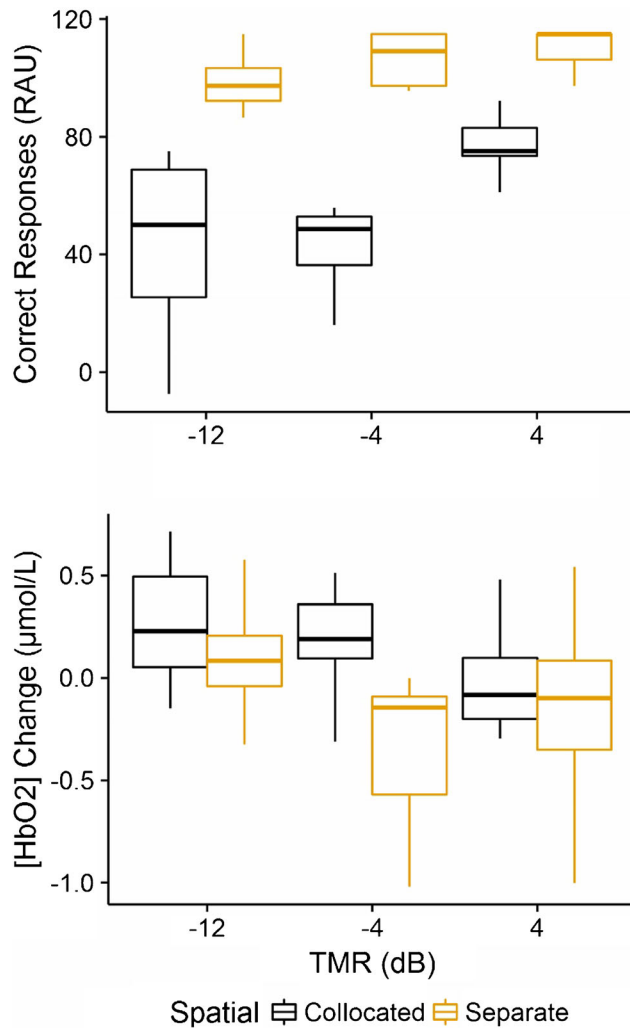 Correct Responses (RAU)
120
80
40
0
-12 -4 4
[HbO2] Change (μmol/L)
0.5
0.0
-0.5
-1.0
-12 -4 4
TMR (dB)
Spatial Collocated Separate